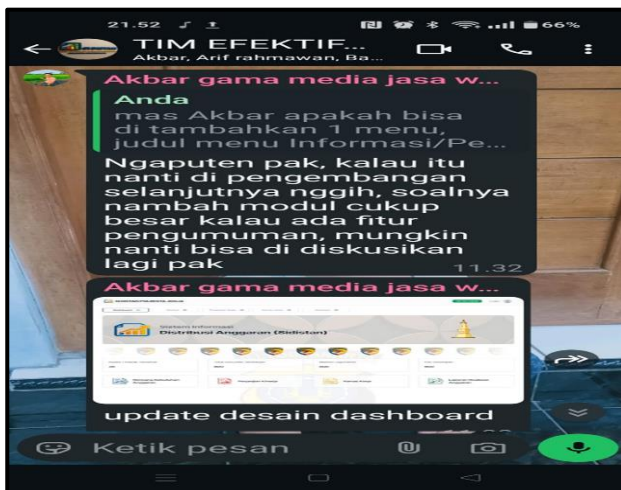 21.52
66%
TIM EFEKTIF...
Akbar, Arif rahmawan, Ba...
Akbar gama media jasa w...
Anda
mas Akbar apakah bisa
di tambahkan 1 menu,
judul menu Informasi/Pe...
Ngaputen pak, kalau itu
nanti di pengembangan
selanjutnya nggih, soalnya
nambah modul cukup
besar kalau ada fitur
pengumuman, mungkin
nanti bisa di diskusikan
lagi pak
11.32
Akbar gama media jasa w...
Sistem Informasi
Distribusi Anggaran (Sidistan)
update desain dashboard
Ketik pesan